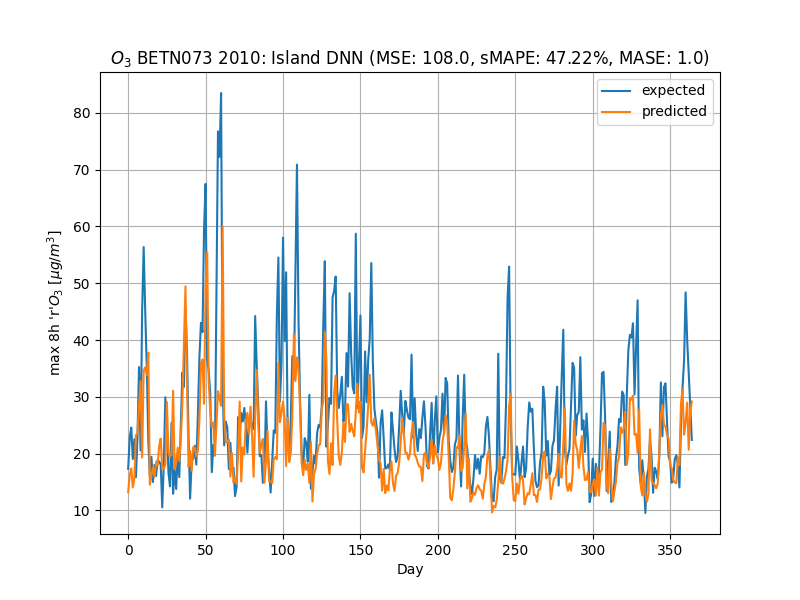 O3 BETN073 2010: Island DNN (MSE: 108.0, sMAPE: 47.22%, MASE: 1.0)
expected
predicted
max 8h 'r'O3 [μg/m3]
80
70
60
50
40
30
20
10
0 50 100 150 200 250 300 350
Day